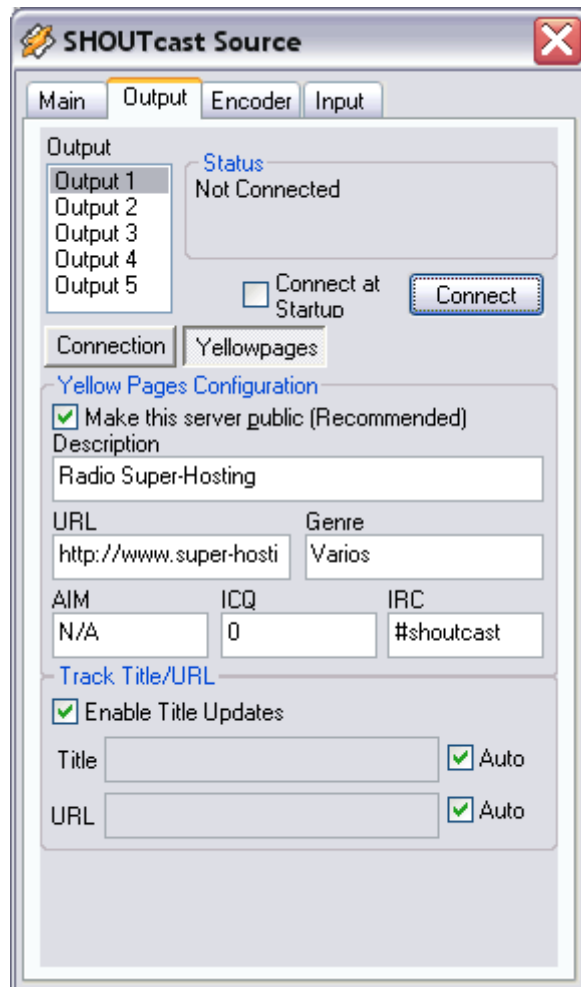 SHOUTcast Source
Main Output Encoder Input
Output
Output 1
Output 2
Output 3
Output 4
Output 5
Status
Not Connected
Connect at
Startup
Connect
Connection Yellowpages
Yellow Pages Configuration
Make this server public (Recommended)
Description
Radio Super-Hosting
URL Genre
http://www.super-hosti Varios
AIM ICQ IRC
N/A 0 #shoutcast
Track Title/URL
Enable Title Updates
Title Auto
URL Auto